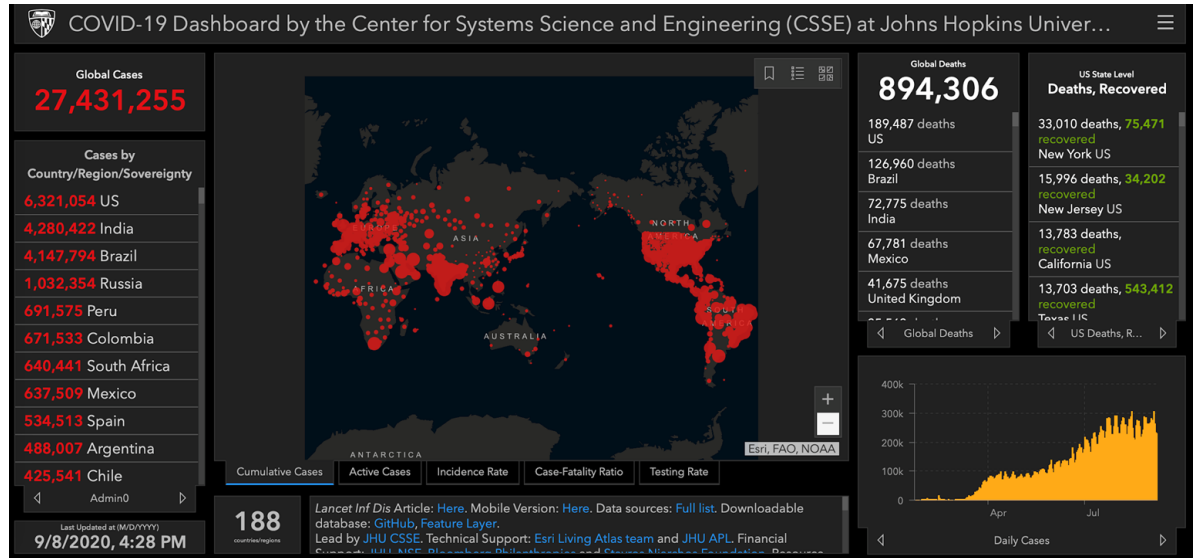 COVID-19 Dashboard by the Center for Systems Science and Engineering (CSSE) at Johns Hopkins Univer...
Global Cases
27,431,255
Cases by
Country/Region/Sovereignty
6,321,054 US
4,280,422 India
4,147,794 Brazil
1,032,354 Russia
691,575 Peru
671,533 Colombia
640,441 South Africa
637,509 Mexico
534,513 Spain
488,007 Argentina
425,541 Chile
Admin0
Last Updated at (M/D/YYYY)
9/8/2020, 4:28 PM
EUROPE
ASIA
AFRICA
AUSTRALIA
NORTH
AMERICA
SOUTH
AMERICA
ANTARCTICA
+
−
Esri, FAO, NOAA
Cumulative Cases
Active Cases
Incidence Rate
Case-Fatality Ratio
Testing Rate
188
countries/regions
Lancet Inf Dis Article: Here. Mobile Version: Here. Data sources: Full list. Downloadable
database: GitHub, Feature Layer.
Lead by JHU CSSE. Technical Support: Esri Living Atlas team and JHU APL. Financial
Support: JHU, NSF, Bloomberg Philanthropies and Stavros Niarchos Foundation. Resource
Global Deaths
894,306
189,487 deaths
US
126,960 deaths
Brazil
72,775 deaths
India
67,781 deaths
Mexico
41,675 deaths
United Kingdom
Global Deaths
US State Level
Deaths, Recovered
33,010 deaths, 75,471
recovered
New York US
15,996 deaths, 34,202
recovered
New Jersey US
13,783 deaths,
recovered
California US
13,703 deaths, 543,412
recovered
Texas US
US Deaths, R...
400k
300k
200k
100k
0
Apr
Jul
Daily Cases